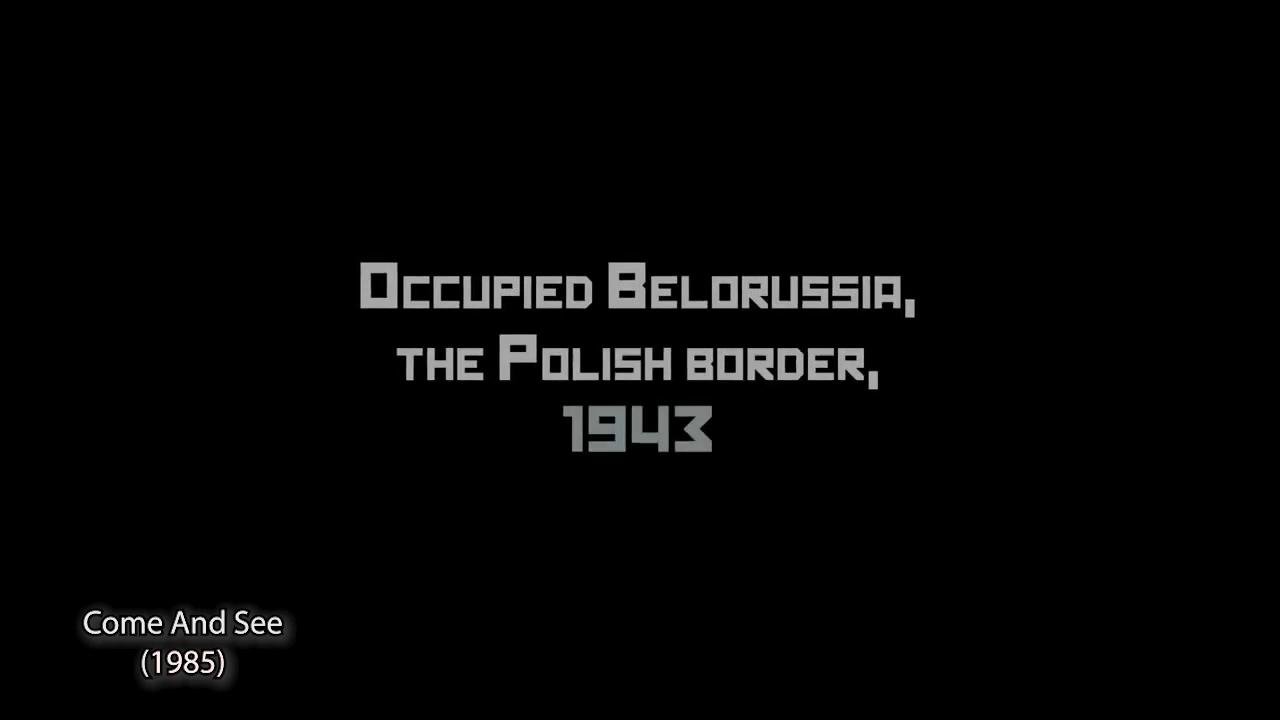 Occupied Belorussia,
the Polish border,
1943
Come And See
(1985)